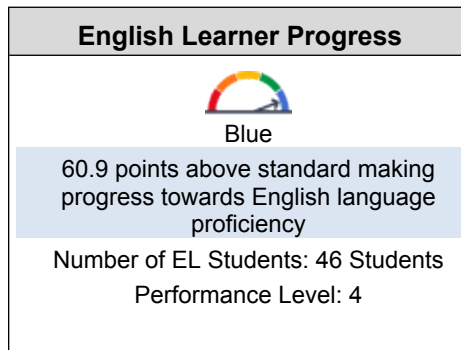 English Learner Progress
Blue
60.9 points above standard making
progress towards English language
proficiency
Number of EL Students: 46 Students
Performance Level: 4